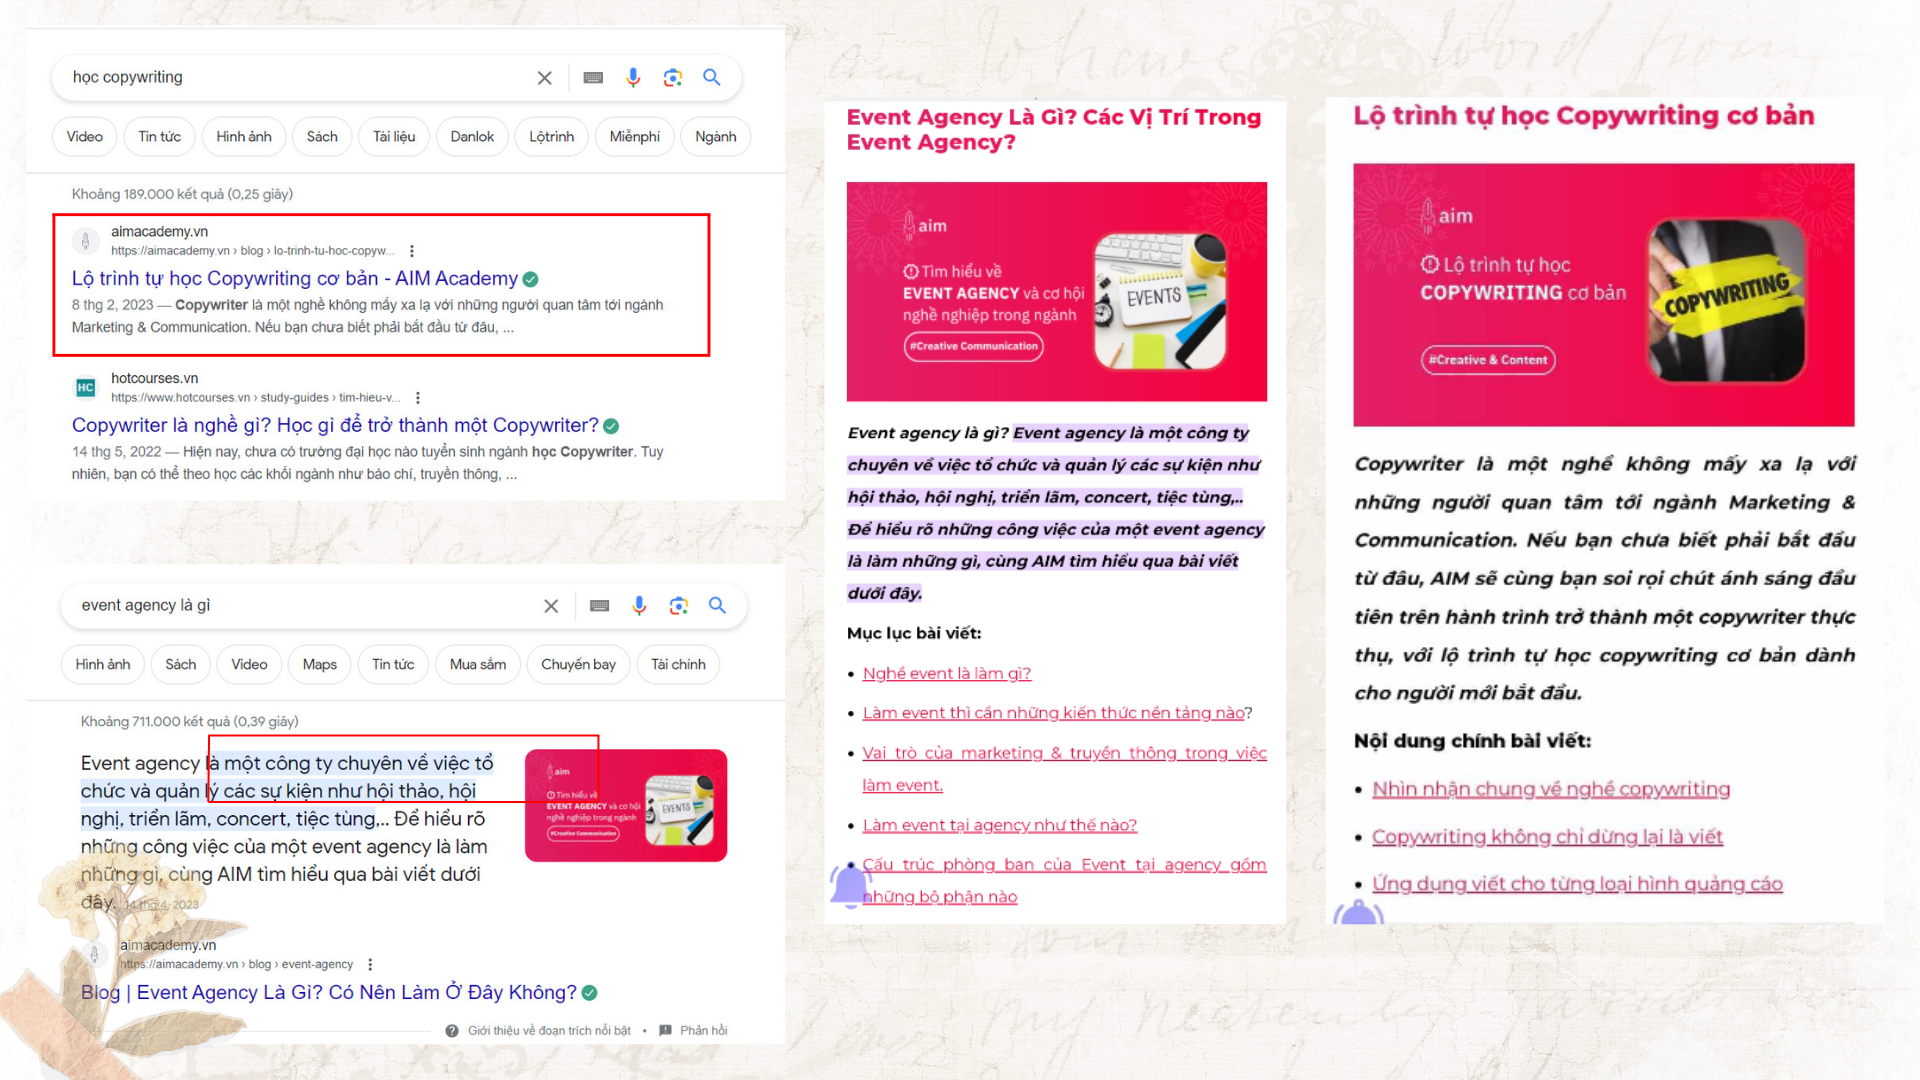 học copywriting
Video
Tin tức
Hình ảnh
Sách
Tài liệu
Danlok
Lộtrình
Miễnphí
Ngành
Khoảng 189.000 kết quả (0,25 giây)
aimacademy.vn
https://aimacademy.vn › blog › lo-trinh-tu-hoc-copyw...
Lộ trình tự học Copywriting cơ bản - AIM Academy
8 thg 2, 2023 — Copywriter là một nghề không mấy xa lạ với những người quan tâm tới ngành
Marketing & Communication. Nếu bạn chưa biết phải bắt đầu từ đâu, ...
HC
hotcourses.vn
https://www.hotcourses.vn › study-guides › tim-hieu-v...
Copywriter là nghề gì? Học gì để trở thành một Copywriter?
14 thg 5, 2022 — Hiện nay, chưa có trường đại học nào tuyển sinh ngành học Copywriter. Tuy
nhiên, bạn có thể theo học các khối ngành như báo chí, truyền thông, ...
event agency là gì
Hình ảnh
Sách
Video
Maps
Tin tức
Mua sắm
Chuyến bay
Tài chính
Khoảng 711.000 kết quả (0,39 giây)
Event agency là một công ty chuyên về việc tổ
chức và quản lý các sự kiện như hội thảo, hội
nghị, triển lãm, concert, tiệc tùng,.. Để hiểu rõ
những công việc của một event agency là làm
những gì, cùng AIM tìm hiểu qua bài viết dưới
đây. 14 thg 4, 2023
aim
Tìm hiểu về
EVENT AGENCY và cơ hội
nghề nghiệp trong ngành
#Creative Communication
EVENTS
aimacademy.vn
https://aimacademy.vn › blog › event-agency
Blog | Event Agency Là Gì? Có Nên Làm Ở Đây Không?
Giới thiệu về đoạn trích nổi bật • Phản hồi
Event Agency Là Gì? Các Vị Trí Trong
Event Agency?
aim
Tìm hiểu về
EVENT AGENCY và cơ hội
nghề nghiệp trong ngành
#Creative Communication
EVENTS
Event agency là gì? Event agency là một công ty
chuyên về việc tổ chức và quản lý các sự kiện như
hội thảo, hội nghị, triển lãm, concert, tiệc tùng,..
Để hiểu rõ những công việc của một event agency
là làm những gì, cùng AIM tìm hiểu qua bài viết
dưới đây.
Mục lục bài viết:
Nghề event là làm gì?
Làm event thì cần những kiến thức nền tảng nào?
Vai trò của marketing & truyền thông trong việc
làm event.
Làm event tại agency như thế nào?
Cấu trúc phòng ban của Event tại agency gồm
những bộ phận nào
Lộ trình tự học Copywriting cơ bản
aim
Lộ trình tự học
COPYWRITING cơ bản
#Creative & Content
COPYWRITING
Copywriter là một nghề không mấy xa lạ với
những người quan tâm tới ngành Marketing &
Communication. Nếu bạn chưa biết phải bắt đầu
từ đâu, AIM sẽ cùng bạn soi rọi chút ánh sáng đầu
tiên trên hành trình trở thành một copywriter thực
thụ, với lộ trình tự học copywriting cơ bản dành
cho người mới bắt đầu.
Nội dung chính bài viết:
Nhìn nhận chung về nghề copywriting
Copywriting không chỉ dừng lại là viết
Ứng dụng viết cho từng loại hình quảng cáo